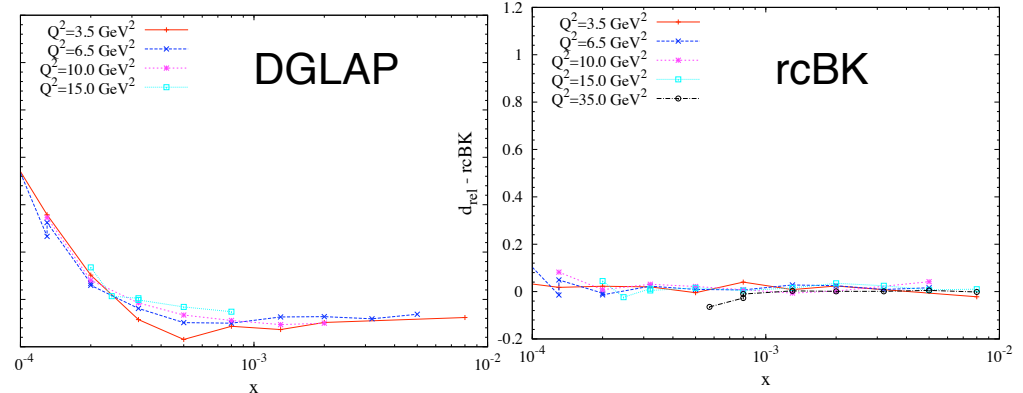 Q²=3.5 GeV²
Q²=6.5 GeV²
Q²=10.0 GeV²
Q²=15.0 GeV²
DGLAP
0⁻⁴
10⁻³
10⁻²
x
Q²=3.5 GeV²
Q²=6.5 GeV²
Q²=10.0 GeV²
Q²=15.0 GeV²
Q²=35.0 GeV²
rcBK
d_rel - rcBK
1.2
1
0.8
0.6
0.4
0.2
0
-0.2
10⁻⁴
10⁻³
10⁻²
x